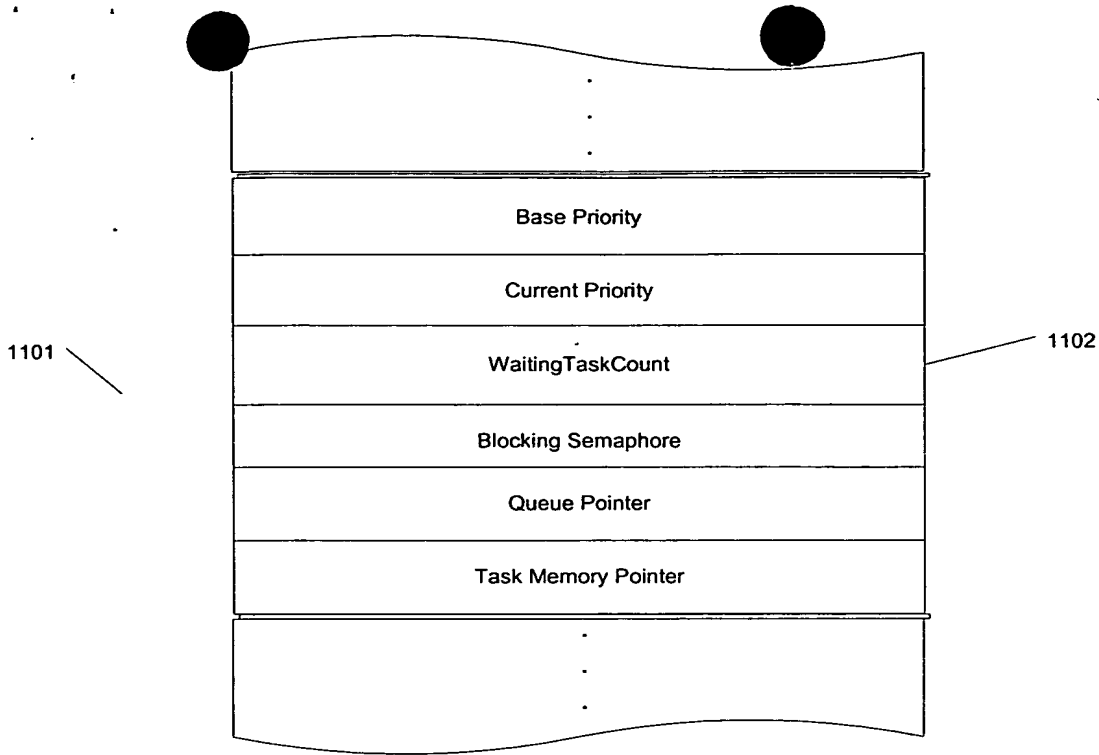 Base Priority
Current Priority
1101
WaitingTaskCount
1102
Blocking Semaphore
Queue Pointer
Task Memory Pointer